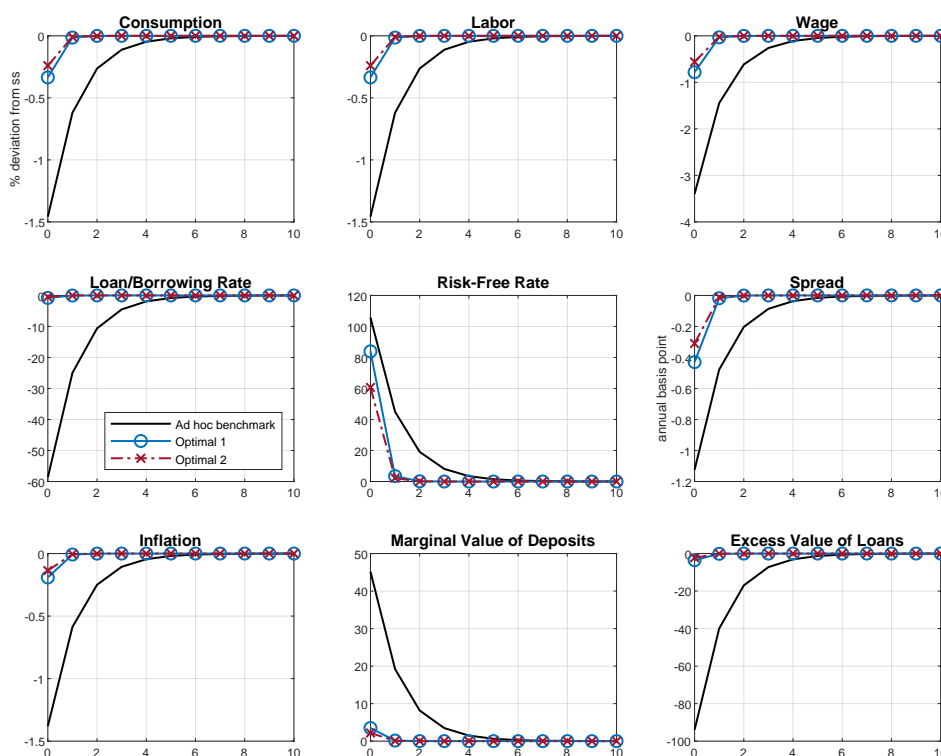 Consumption
Labor
Wage
% deviation from ss
0
-0.5
-1
-1.5
0 2 4 6 8 10
0
-0.5
-1
-1.5
0 2 4 6 8 10
0
-1
-2
-3
-4
0 2 4 6 8 10
Loan/Borrowing Rate
Risk-Free Rate
Spread
0
-10
-20
-30
-40
-50
-60
0 2 4 6 8 10
Ad hoc benchmark
Optimal 1
Optimal 2
120
100
80
60
40
20
0
0 2 4 6 8 10
annual basis point
0
-0.2
-0.4
-0.6
-0.8
-1
-1.2
0 2 4 6 8 10
Inflation
Marginal Value of Deposits
Excess Value of Loans
0
-0.5
-1
-1.5
0 2 4 6 8 10
50
40
30
20
10
0
0 2 4 6 8 10
0
-20
-40
-60
-80
-100
0 2 4 6 8 10